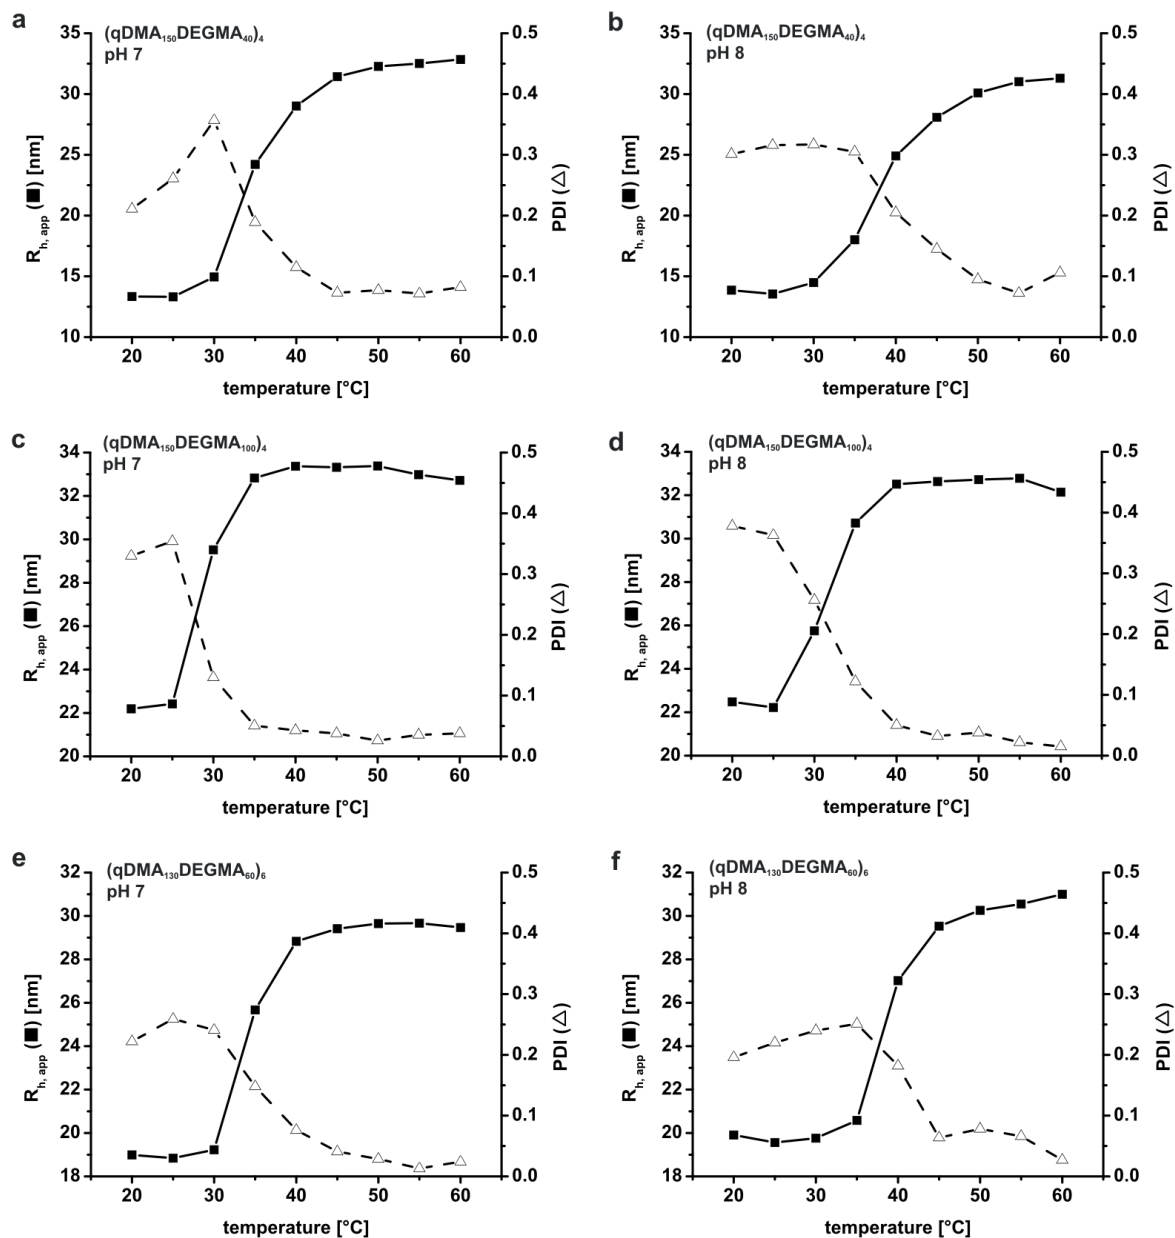 a
(qDMA₁₅₀DEGMA₄₀)₄
pH 7
35
30
25
20
15
10
R_h, app (■) [nm]
0.5
0.4
0.3
0.2
0.1
0.0
PDI (△)
20 30 40 50 60
temperature [°C]
b
(qDMA₁₅₀DEGMA₄₀)₄
pH 8
35
30
25
20
15
10
R_h, app (■) [nm]
0.5
0.4
0.3
0.2
0.1
0.0
PDI (△)
20 30 40 50 60
temperature [°C]
c
(qDMA₁₅₀DEGMA₁₀₀)₄
pH 7
34
32
30
28
26
24
22
20
R_h, app (■) [nm]
0.5
0.4
0.3
0.2
0.1
0.0
PDI (△)
20 30 40 50 60
temperature [°C]
d
(qDMA₁₅₀DEGMA₁₀₀)₄
pH 8
34
32
30
28
26
24
22
20
R_h, app (■) [nm]
0.5
0.4
0.3
0.2
0.1
0.0
PDI (△)
20 30 40 50 60
temperature [°C]
e
(qDMA₁₃₀DEGMA₆₀)₆
pH 7
32
30
28
26
24
22
20
18
R_h, app (■) [nm]
0.5
0.4
0.3
0.2
0.1
0.0
PDI (△)
20 30 40 50 60
temperature [°C]
f
(qDMA₁₃₀DEGMA₆₀)₆
pH 8
32
30
28
26
24
22
20
18
R_h, app (■) [nm]
0.5
0.4
0.3
0.2
0.1
0.0
PDI (△)
20 30 40 50 60
temperature [°C]